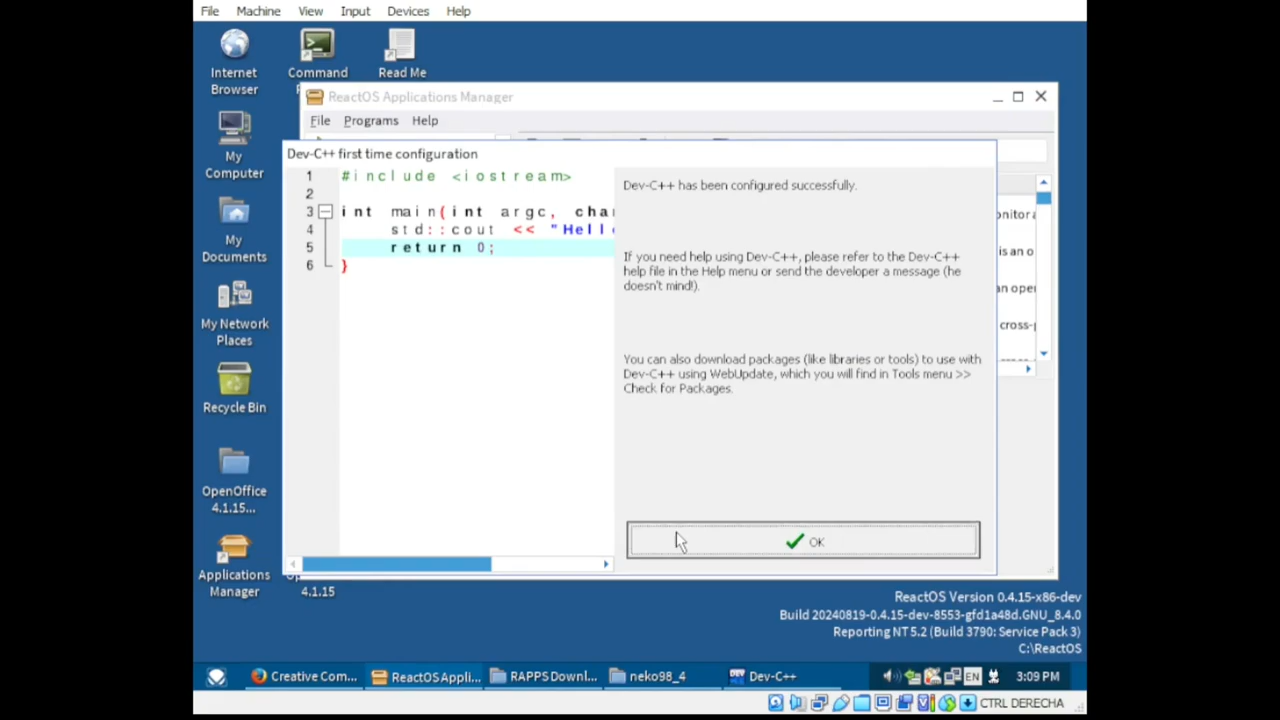 File Machine View Input Devices Help
Internet Browser
Command
Read Me
ReactOS Applications Manager
File Programs Help
My Computer
Dev-C++ first time configuration
1 #include <iostream>
2
3 int main(int argc,
4 std::cout << "Hell
5 return 0;
6 }
Dev-C++ has been configured successfully.
If you need help using Dev-C++, please refer to the Dev-C++
help file in the Help menu or send the developer a message (he
doesn't mind!).
You can also download packages (like libraries or tools) to use with
Dev-C++ using WebUpdate, which you will find in Tools menu >>
Check for Packages.
OK
is an o
cross-
My Documents
My Network Places
Recycle Bin
OpenOffice 4.1.15...
Applications Manager
4.1.15
ReactOS Version 0.4.15-x86-dev
Build 20240819-0.4.15-dev-8553-gfd1a48d.GNU_8.4.0
Reporting NT 5.2 (Build 3790: Service Pack 3)
C:\ReactOS
Creative Com... ReactOS Appli... RAPPS Downl... neko98_4 Dev-C++ EN 3:09 PM
CTRL DERECHA